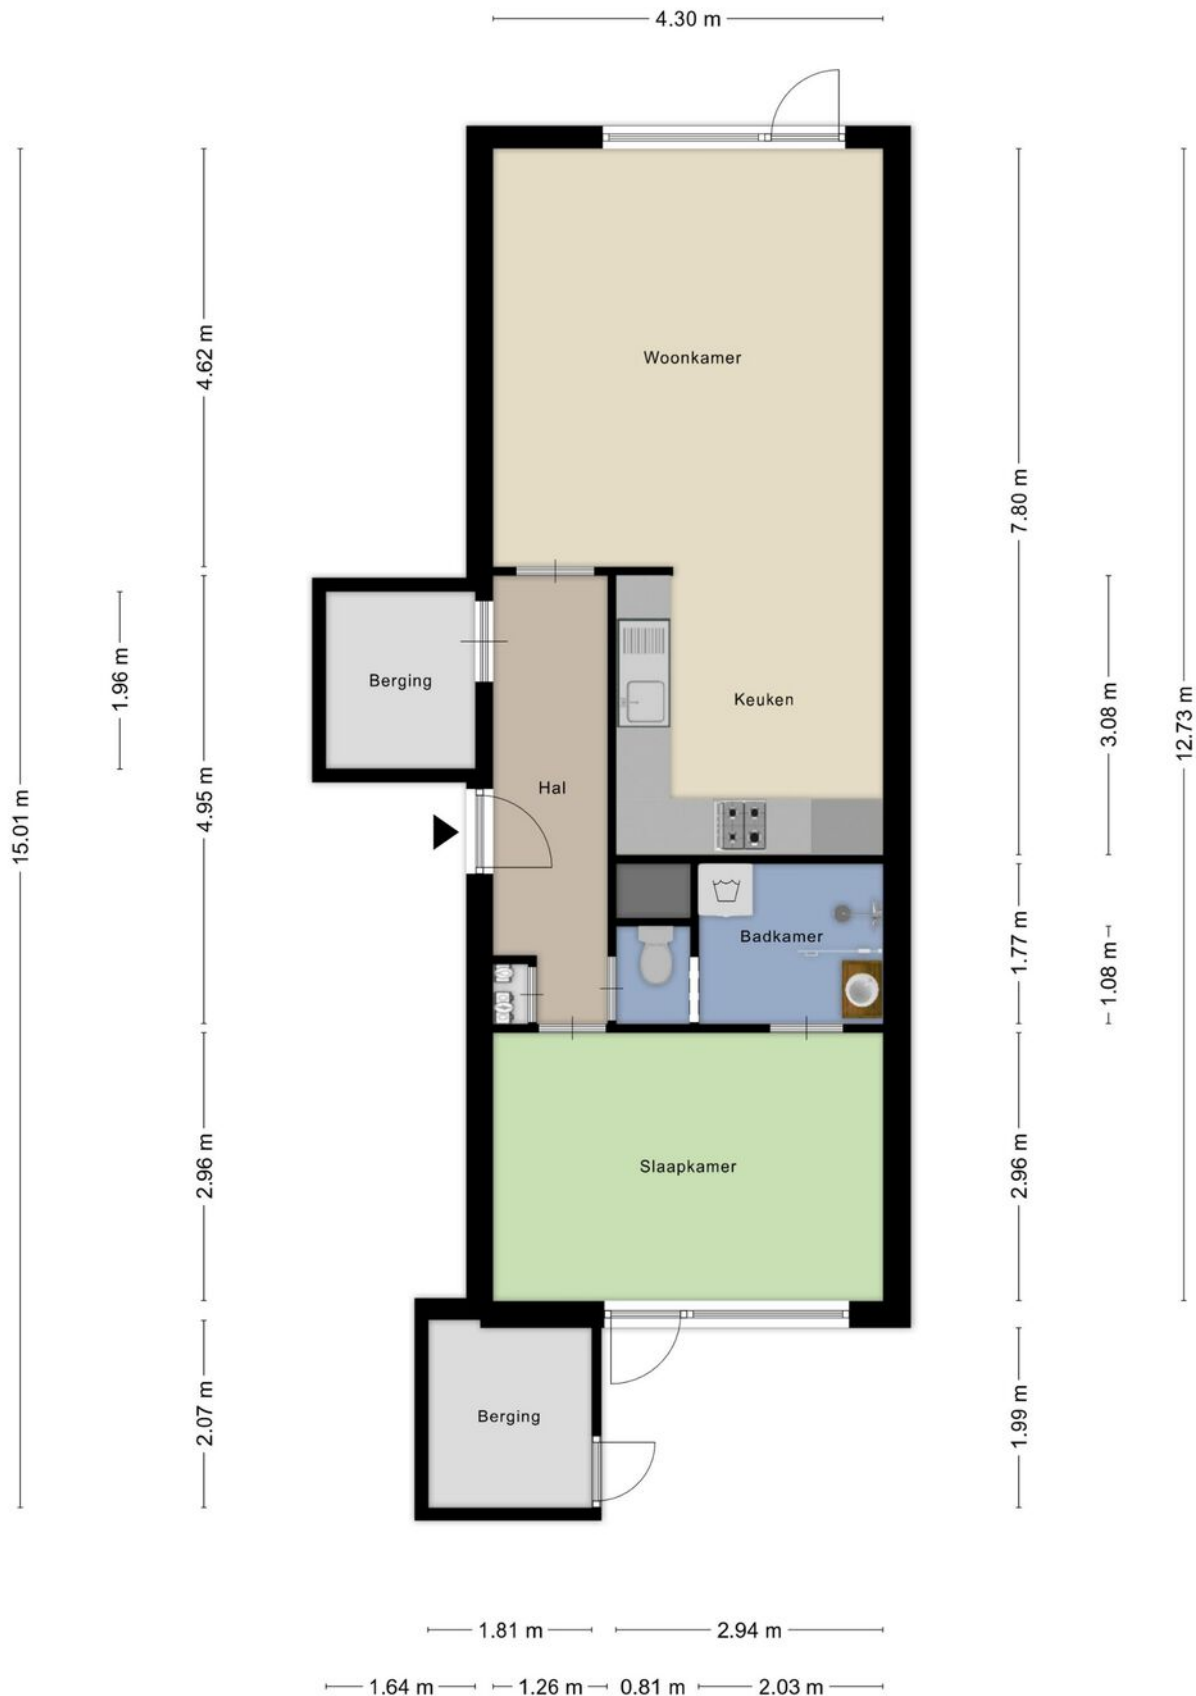 4.30 m
4.62 m
Woonkamer
7.80 m
1.96 m
Berging
Keuken
3.08 m
12.73 m
Hal
4.95 m
15.01 m
Badkamer
1.77 m
1.08 m
2.96 m
Slaapkamer
2.96 m
2.07 m
Berging
1.99 m
1.81 m
2.94 m
1.64 m
1.26 m
0.81 m
2.03 m